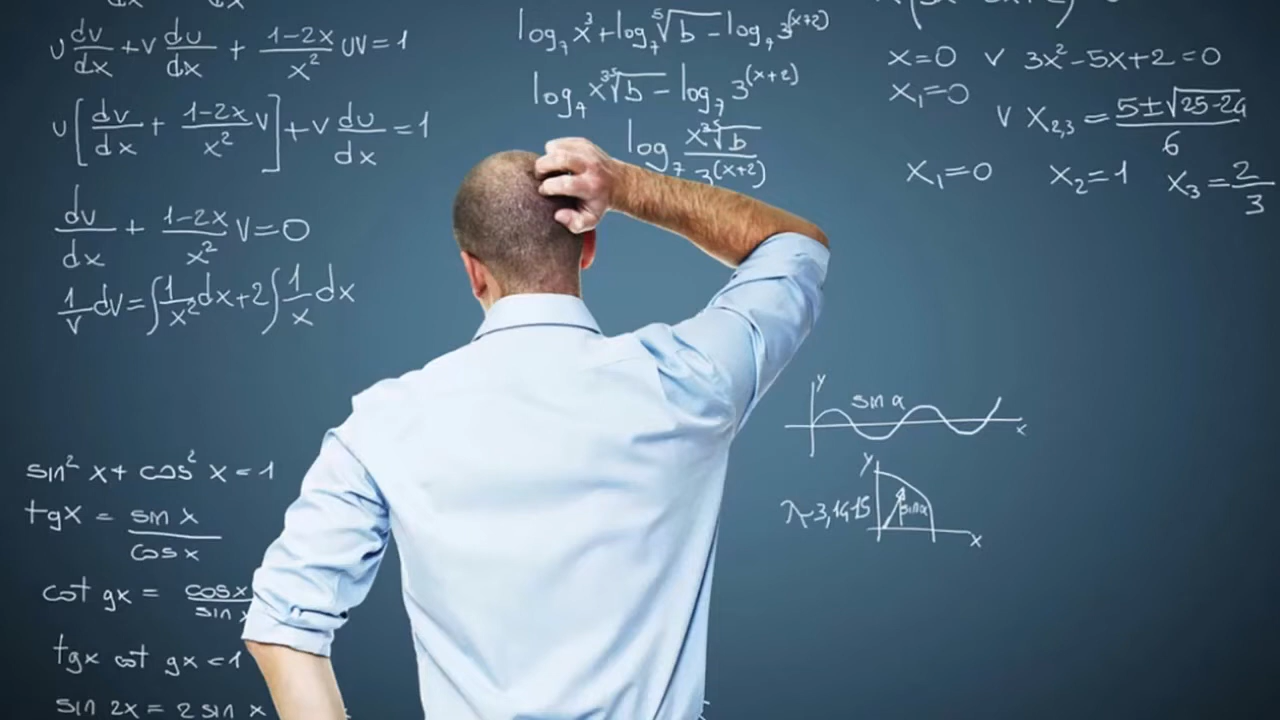 u dv/dx + v du/dx + 1-2x/x² uv = 1
u[dv/dx + 1-2x/x² v] + v du/dx = 1
dv/dx + 1-2x/x² v = 0
1/v dv = ∫ 1/x² dx + 2∫ 1/x dx
sin² x + cos² x = 1
tgx = sin x/cos x
cot gx = cosx/sin x
tgx cot gx = 1
sin 2x = 2 sin x
log₇ x³ + log₇ ⁵√b - log₇ 3^(x+2)
log₇ x³ ⁵√b - log₇ 3^(x+2)
log₇ x³ ⁵√b/3^(x+2)
x=0 v 3x²-5x+2=0
x₁=0 v x₂,₃ = 5±√25-24/6
x₁=0 x₂=1 x₃=2/3
y
sin α
x
y
sinα
x